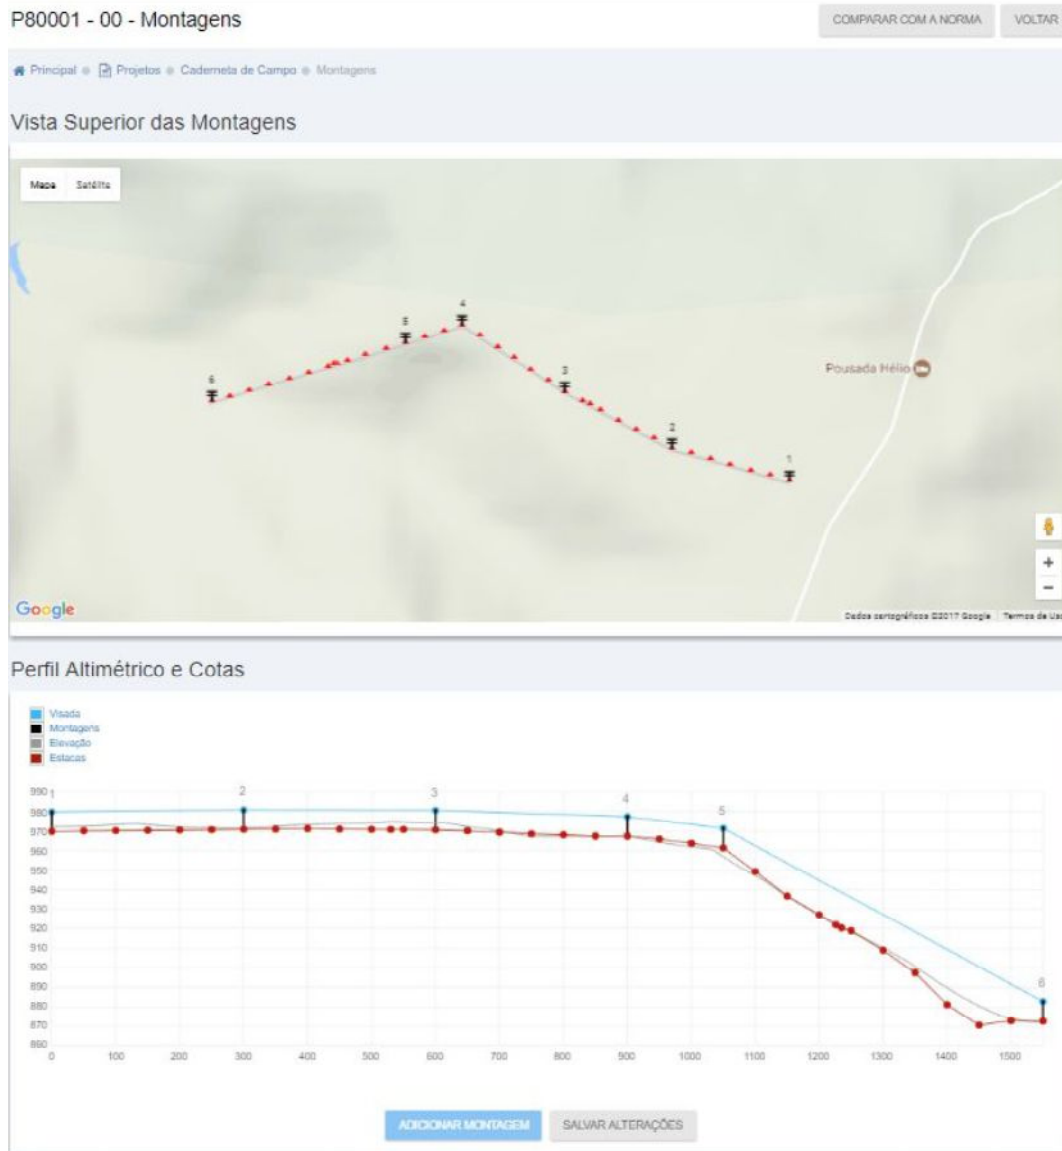 P80001 - 00 - Montagens
COMPARAR COM A NORMA
VOLTAR
Principal Projetos Caderneta de Campo Montagens
Vista Superior das Montagens
Mapa Satélite
4
5
3
6
Pousada Hélio
2
1
+
−
Google
Dados cartográficos ©2017 Google Termos de Uso
Perfil Altimétrico e Cotas
Visada
Montagens
Elevação
Estacas
1 2 3 4 5 6
990
980
970
960
950
940
930
920
910
900
890
880
870
860
0 100 200 300 400 500 600 700 800 900 1000 1100 1200 1300 1400 1500
ADICIONAR MONTAGEM
SALVAR ALTERAÇÕES